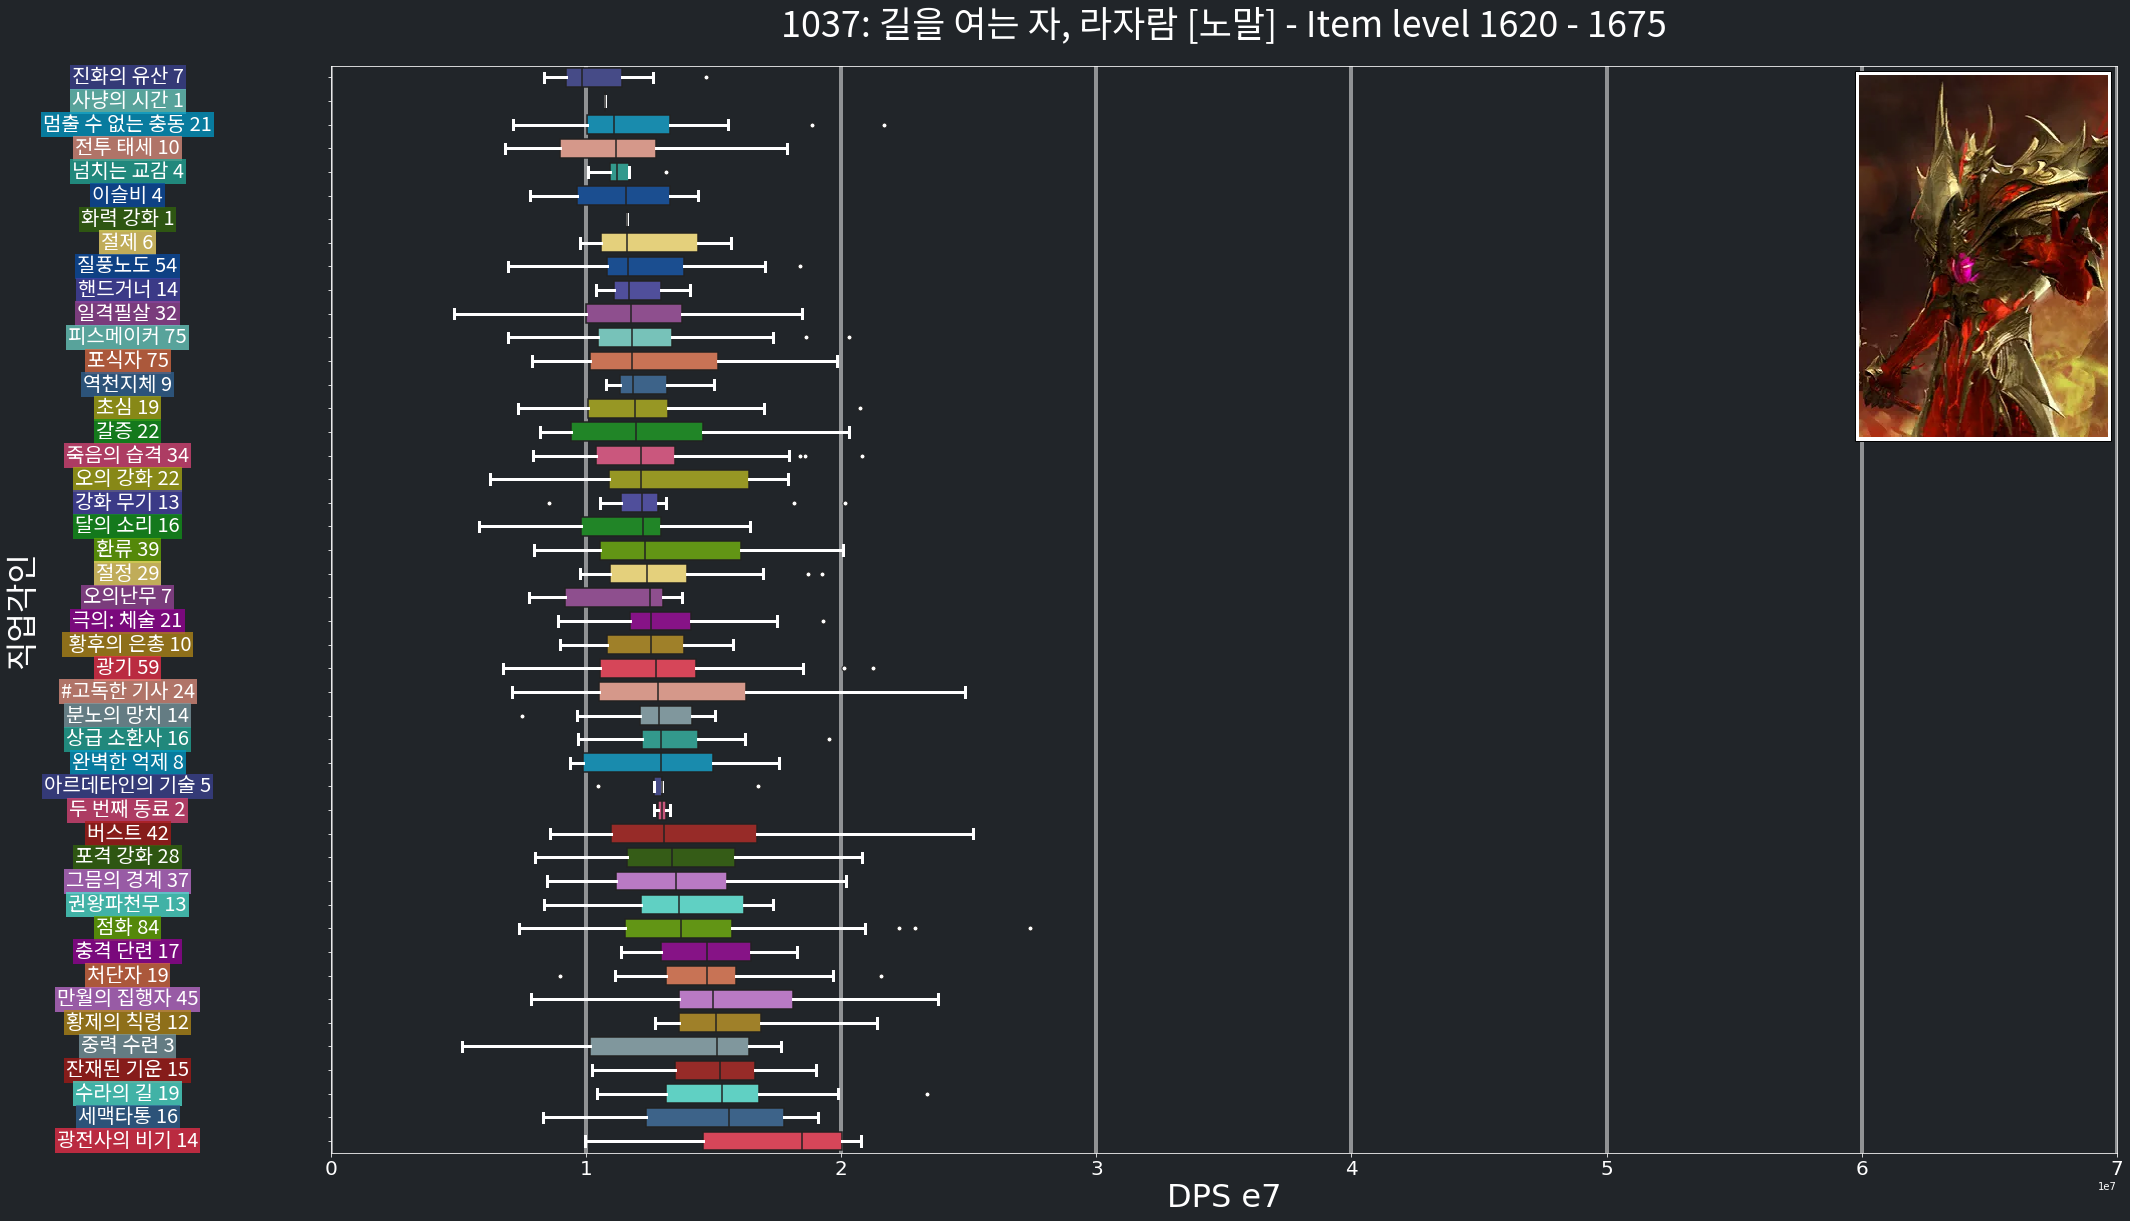 1037: 길을 여는 자, 라자람 [노말] - Item level 1620 - 1675
진화의 유산 7
사냥의 시간 1
멈출 수 없는 충동 21
전투 태세 10
넘치는 교감 4
이슬비 4
화력 강화 1
절제 6
질풍노도 54
핸드거너 14
일격필살 32
피스메이커 75
포식자 75
역천지체 9
초심 19
갈증 22
죽음의 습격 34
오의 강화 22
강화 무기 13
달의 소리 16
환류 39
절정 29
오의난무 7
극의: 체술 21
황후의 은총 10
광기 59
#고독한 기사 24
분노의 망치 14
상급 소환사 16
완벽한 억제 8
아르데타인의 기술 5
두 번째 동료 2
버스트 42
포격 강화 28
그믐의 경계 37
권왕파천무 13
점화 84
충격 단련 17
처단자 19
만월의 집행자 45
황제의 칙령 12
중력 수련 3
잔재된 기운 15
수라의 길 19
세맥타통 16
광전사의 비기 14
직업각인
0 1 2 3 4 5 6 7
1e7
DPS e7